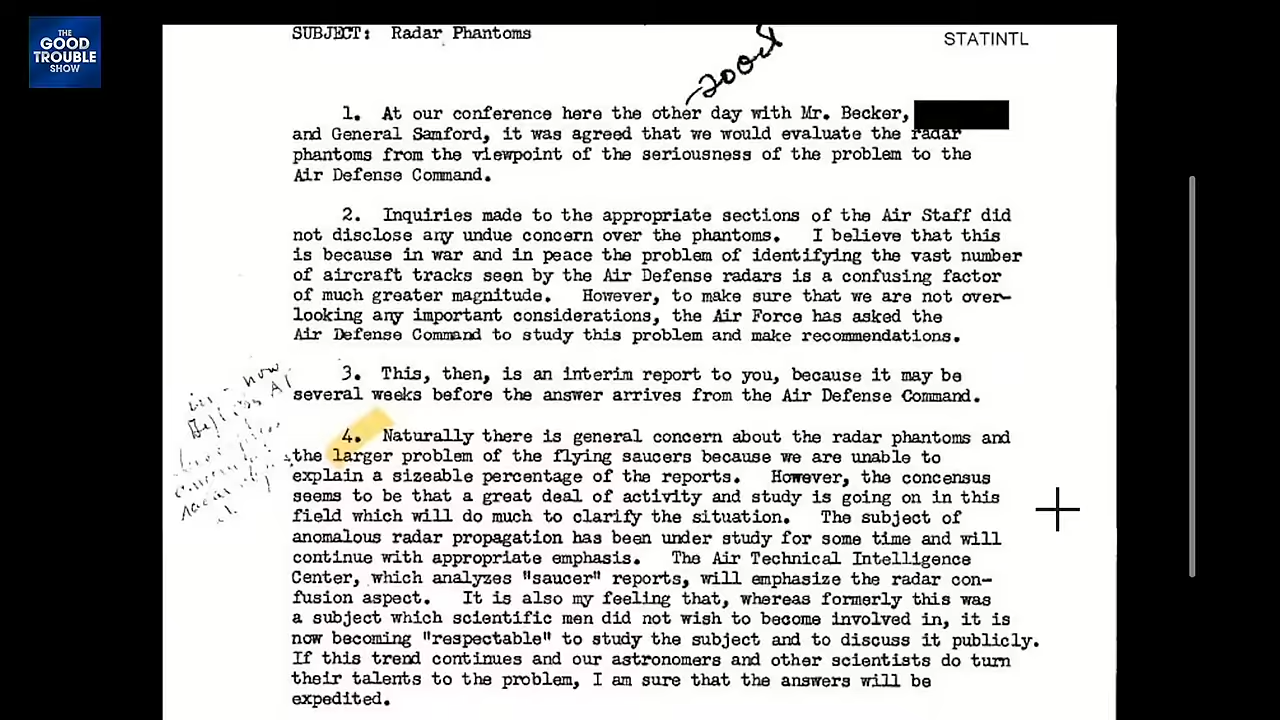 THE
GOOD
TROUBLE
SHOW
SUBJECT: Radar Phantoms
STATINTL
1. At our conference here the other day with Mr. Becker,
and General Samford, it was agreed that we would evaluate the radar
phantoms from the viewpoint of the seriousness of the problem to the
Air Defense Command.
2. Inquiries made to the appropriate sections of the Air Staff did
not disclose any undue concern over the phantoms. I believe that this
is because in war and in peace the problem of identifying the vast number
of aircraft tracks seen by the Air Defense radars is a confusing factor
of much greater magnitude. However, to make sure that we are not over-
looking any important considerations, the Air Force has asked the
Air Defense Command to study this problem and make recommendations.
3. This, then, is an interim report to you, because it may be
several weeks before the answer arrives from the Air Defense Command.
now
4. Naturally there is general concern about the radar phantoms and
the larger problem of the flying saucers because we are unable to
explain a sizeable percentage of the reports. However, the concensus
seems to be that a great deal of activity and study is going on in this
field which will do much to clarify the situation. The subject of
anomalous radar propagation has been under study for some time and will
continue with appropriate emphasis. The Air Technical Intelligence
Center, which analyzes "saucer" reports, will emphasize the radar con-
fusion aspect. It is also my feeling that, whereas formerly this was
a subject which scientific men did not wish to become involved in, it is
now becoming "respectable" to study the subject and to discuss it publicly.
If this trend continues and our astronomers and other scientists do turn
their talents to the problem, I am sure that the answers will be
expedited.